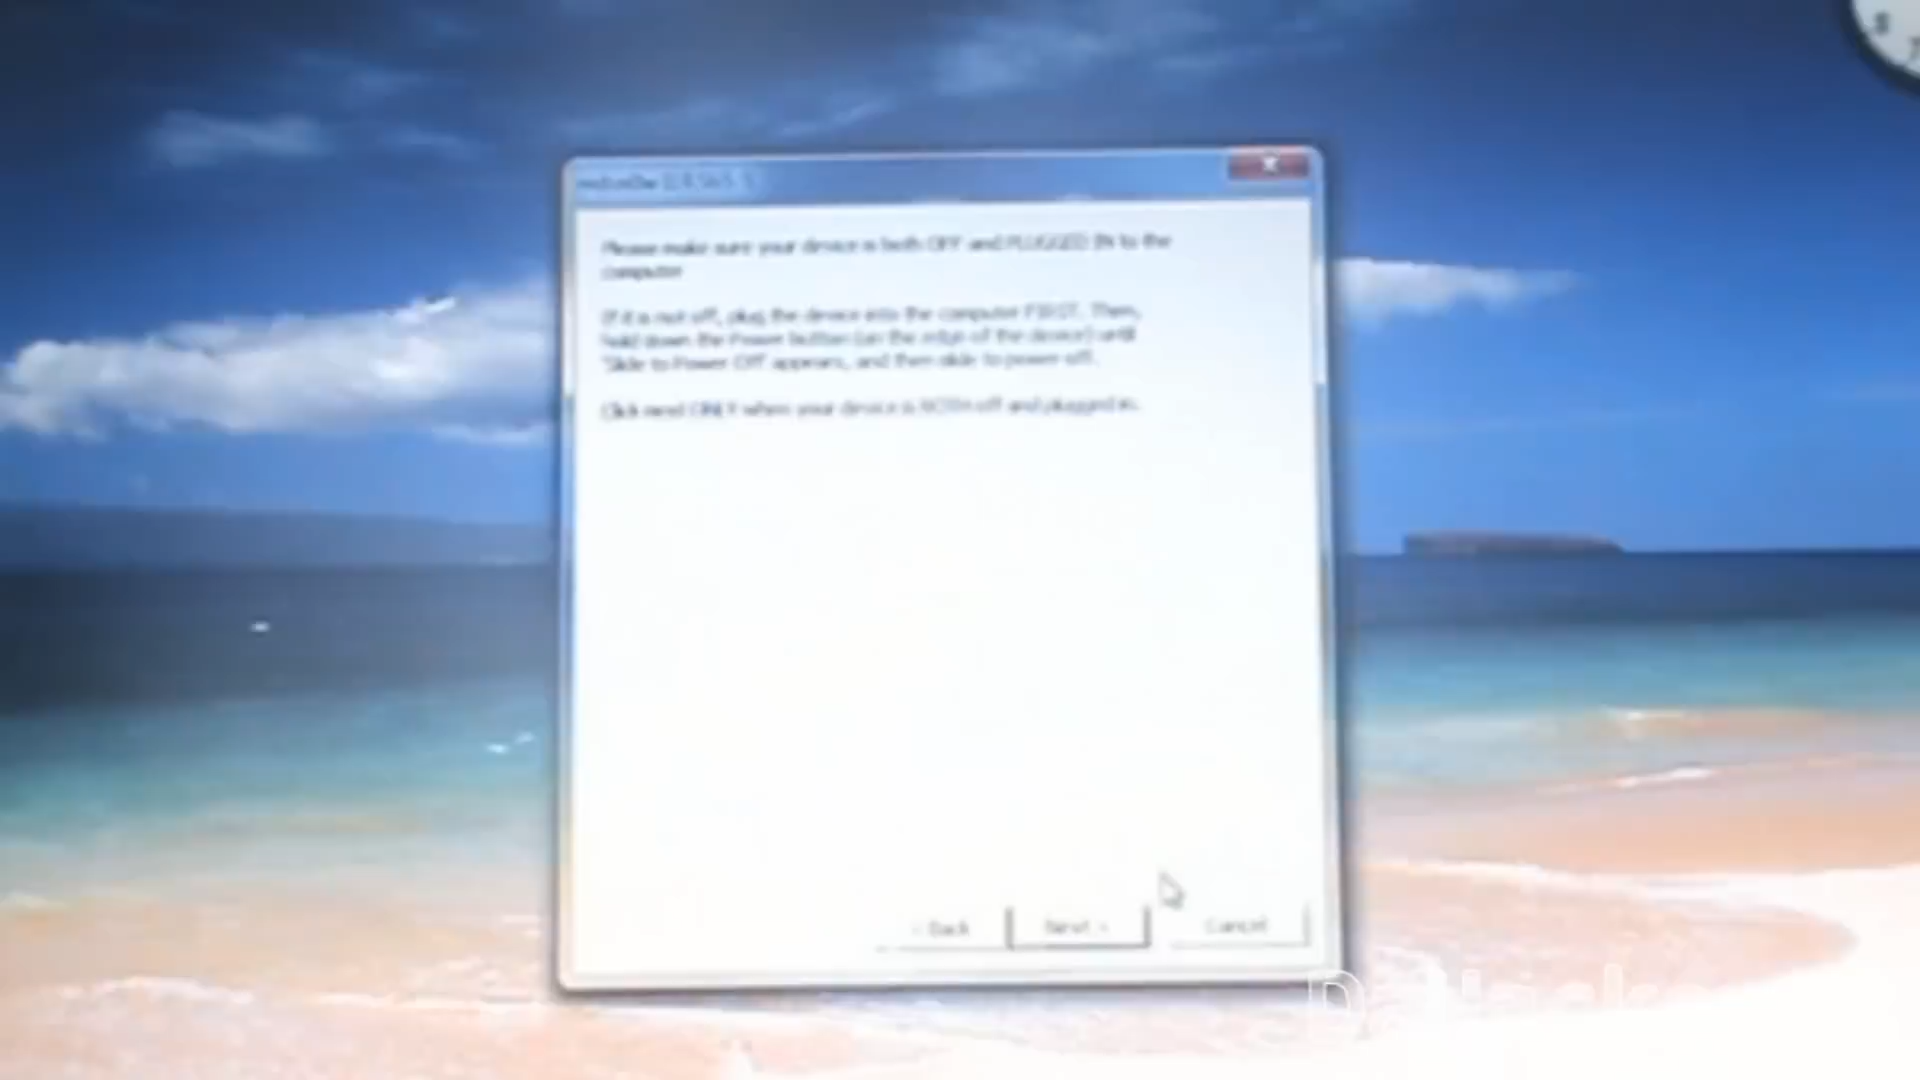 Please make sure your device is both OFF and PLUGGED IN to the
computer
If it is not off, plug the device into the computer FIRST. Then,
hold down the Power button (on the edge of the device) until
Slide to Power Off appears, and then slide to power off.
Click next ONLY when your device is BOTH off and plugged in.
< Back
Next >
Cancel